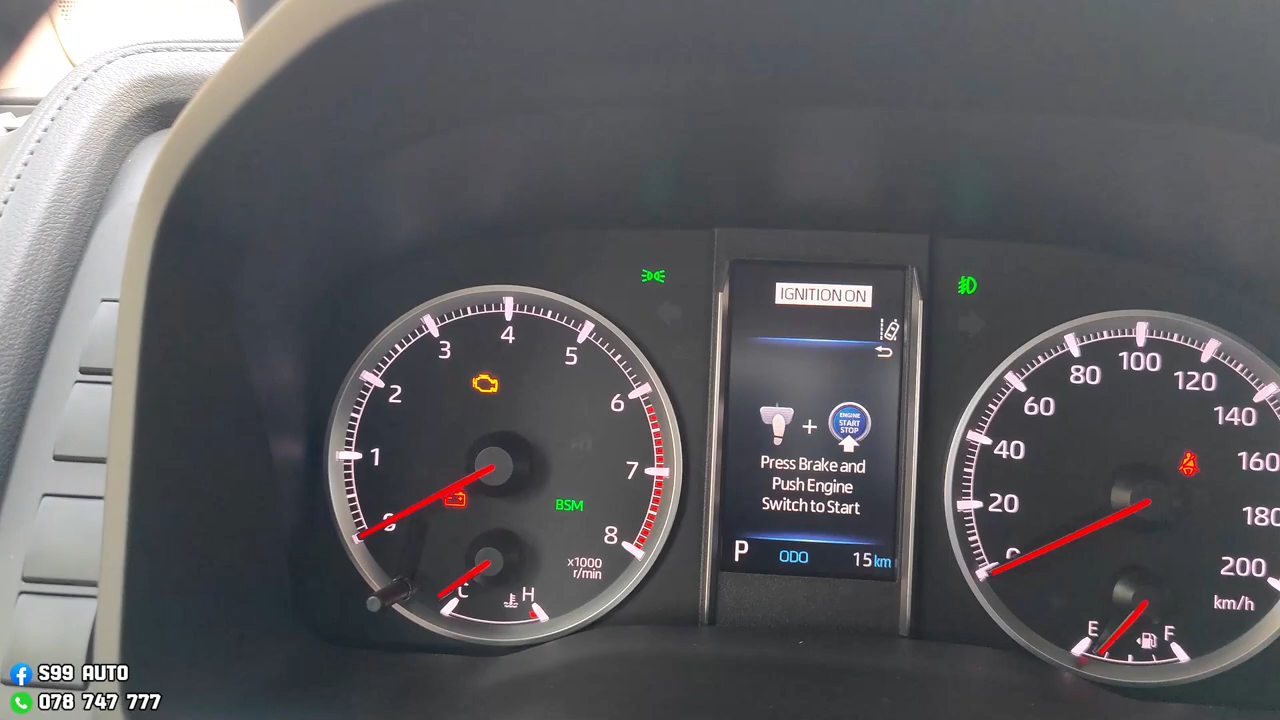 IGNITION ON
ENGINE
START
STOP
Press Brake and
Push Engine
Switch to Start
P ODO 15 km
0
1
2
3
4
5
6
7
8
BSM
x1000
r/min
C H
0
20
40
60
80
100
120
140
160
180
200
km/h
E F
S99 AUTO
078 747 777